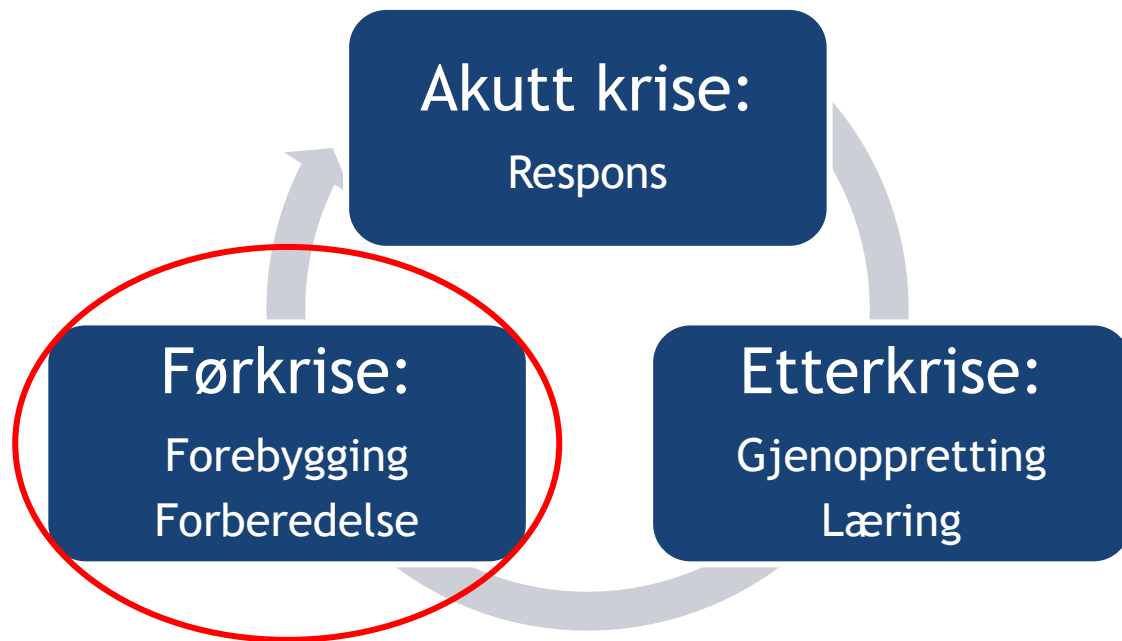 Akutt krise:
Respons
Førkrise:
Forebygging
Forberedelse
Etterkrise:
Gjenoppretting
Læring